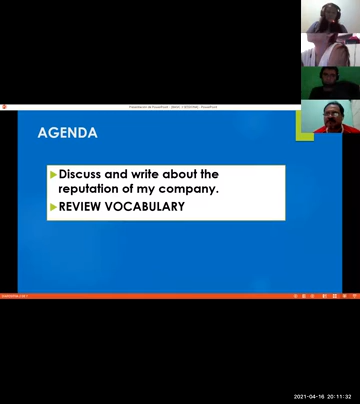 AGENDA
Discuss and write about the
reputation of my company.
REVIEW VOCABULARY
2021-04-16 20:11:32